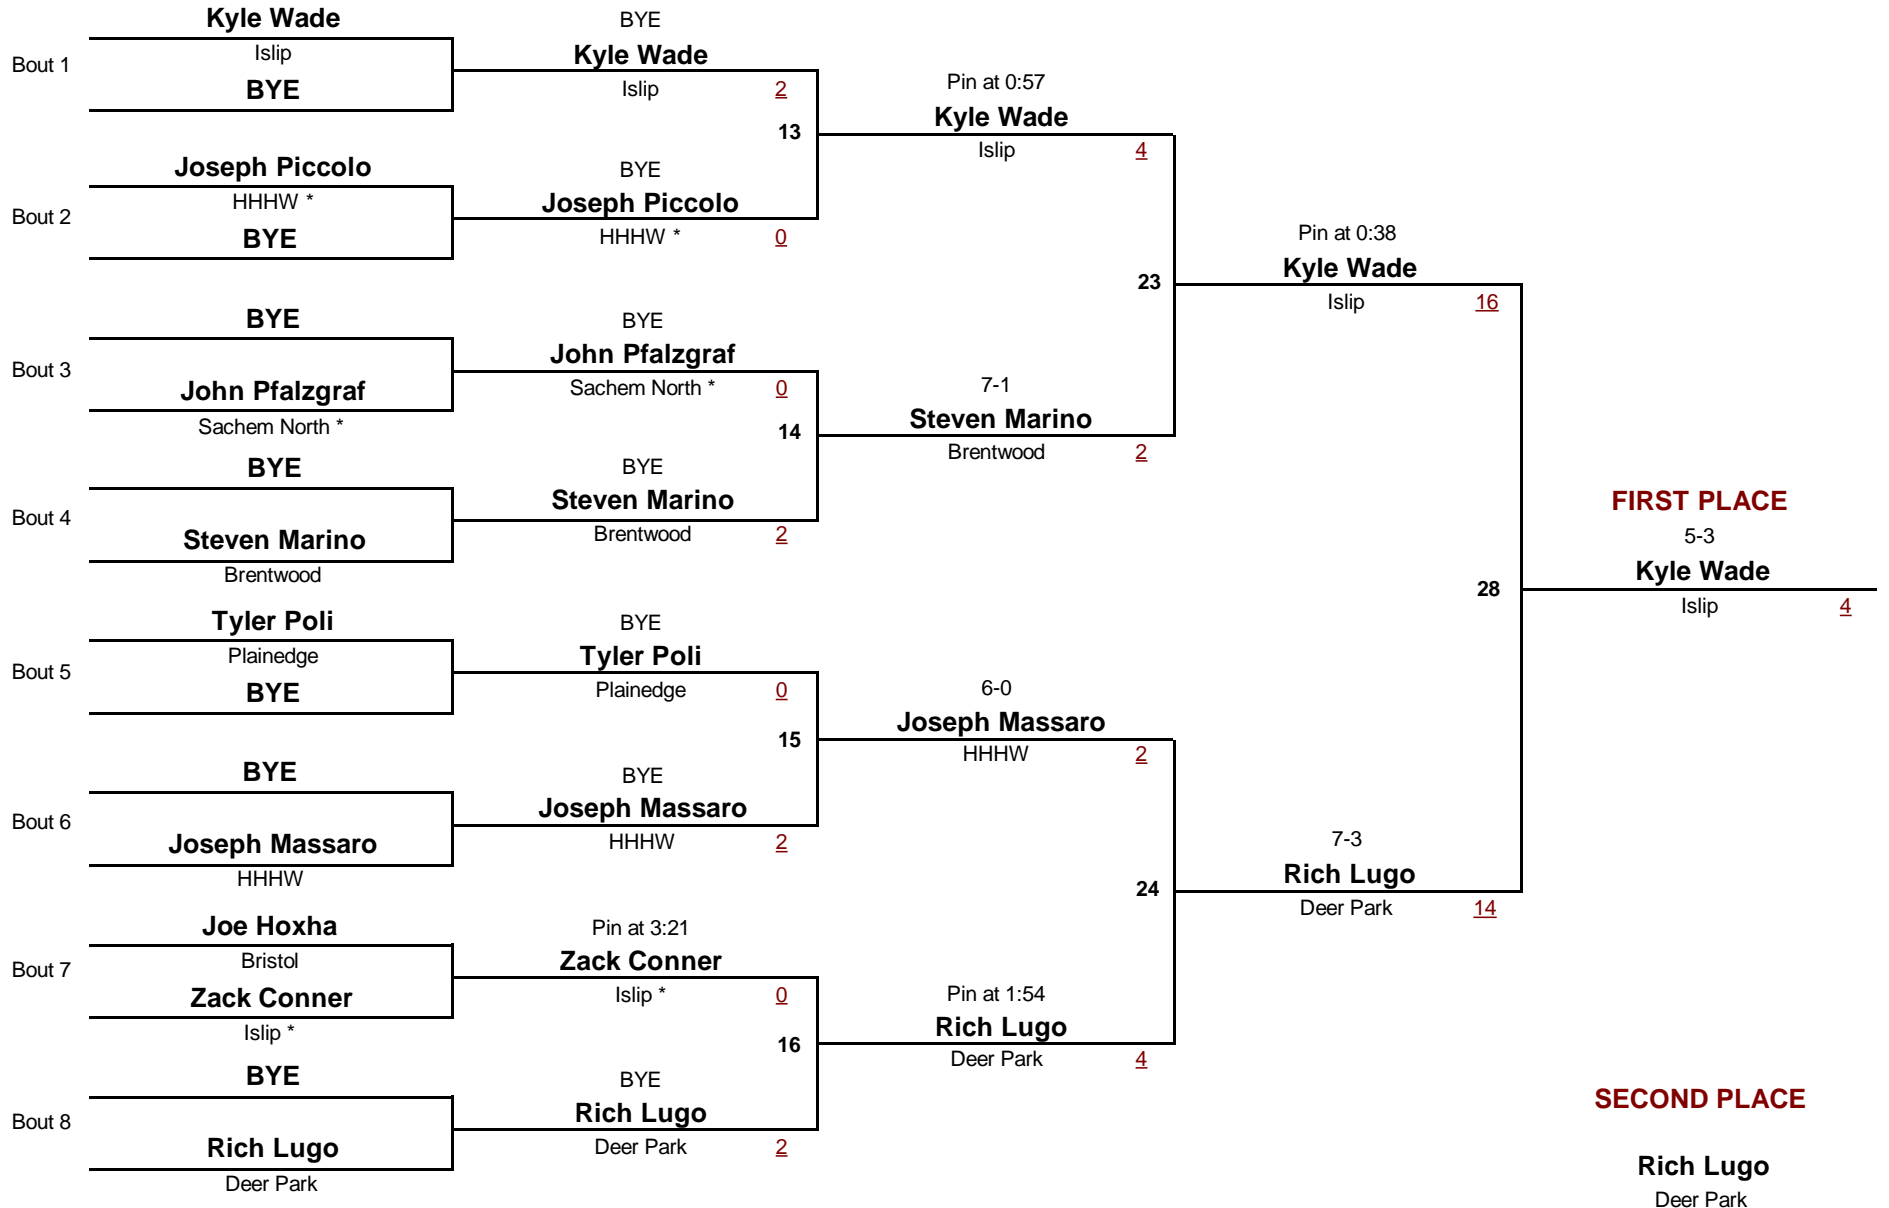 Kyle Wade
Bout 1
Islip
BYE
Joseph Piccolo
Bout 2
HHHW *
BYE
BYE
Bout 3
John Pfalzgraf
Sachem North *
BYE
Bout 4
Steven Marino
Brentwood
Tyler Poli
Bout 5
Plainedge
BYE
BYE
Bout 6
Joseph Massaro
HHHW
Joe Hoxha
Bout 7
Bristol
Zack Conner
Islip *
BYE
Bout 8
Rich Lugo
Deer Park
BYE
Kyle Wade
Islip 2
13
BYE
Joseph Piccolo
HHHW * 0
BYE
John Pfalzgraf
Sachem North * 0
14
BYE
Steven Marino
Brentwood 2
BYE
Tyler Poli
Plainedge 0
15
BYE
Joseph Massaro
HHHW 2
Pin at 3:21
Zack Conner
Islip * 0
16
BYE
Rich Lugo
Deer Park 2
Pin at 0:57
Kyle Wade
Islip 4
23
7-1
Steven Marino
Brentwood 2
6-0
Joseph Massaro
HHHW 2
24
Pin at 1:54
Rich Lugo
Deer Park 4
Pin at 0:38
Kyle Wade
Islip 16
28
7-3
Rich Lugo
Deer Park 14
FIRST PLACE
5-3
Kyle Wade
Islip 4
SECOND PLACE
Rich Lugo
Deer Park